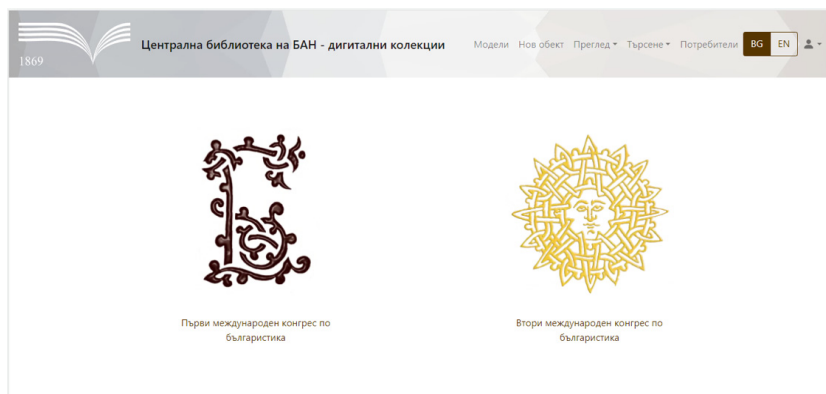 1869
Централна библиотека на БАН - дигитални колекции
Модели Нов обект Преглед Търсене Потребители BG EN
Първи международен конгрес по
българистика
Втори международен конгрес по
българистика